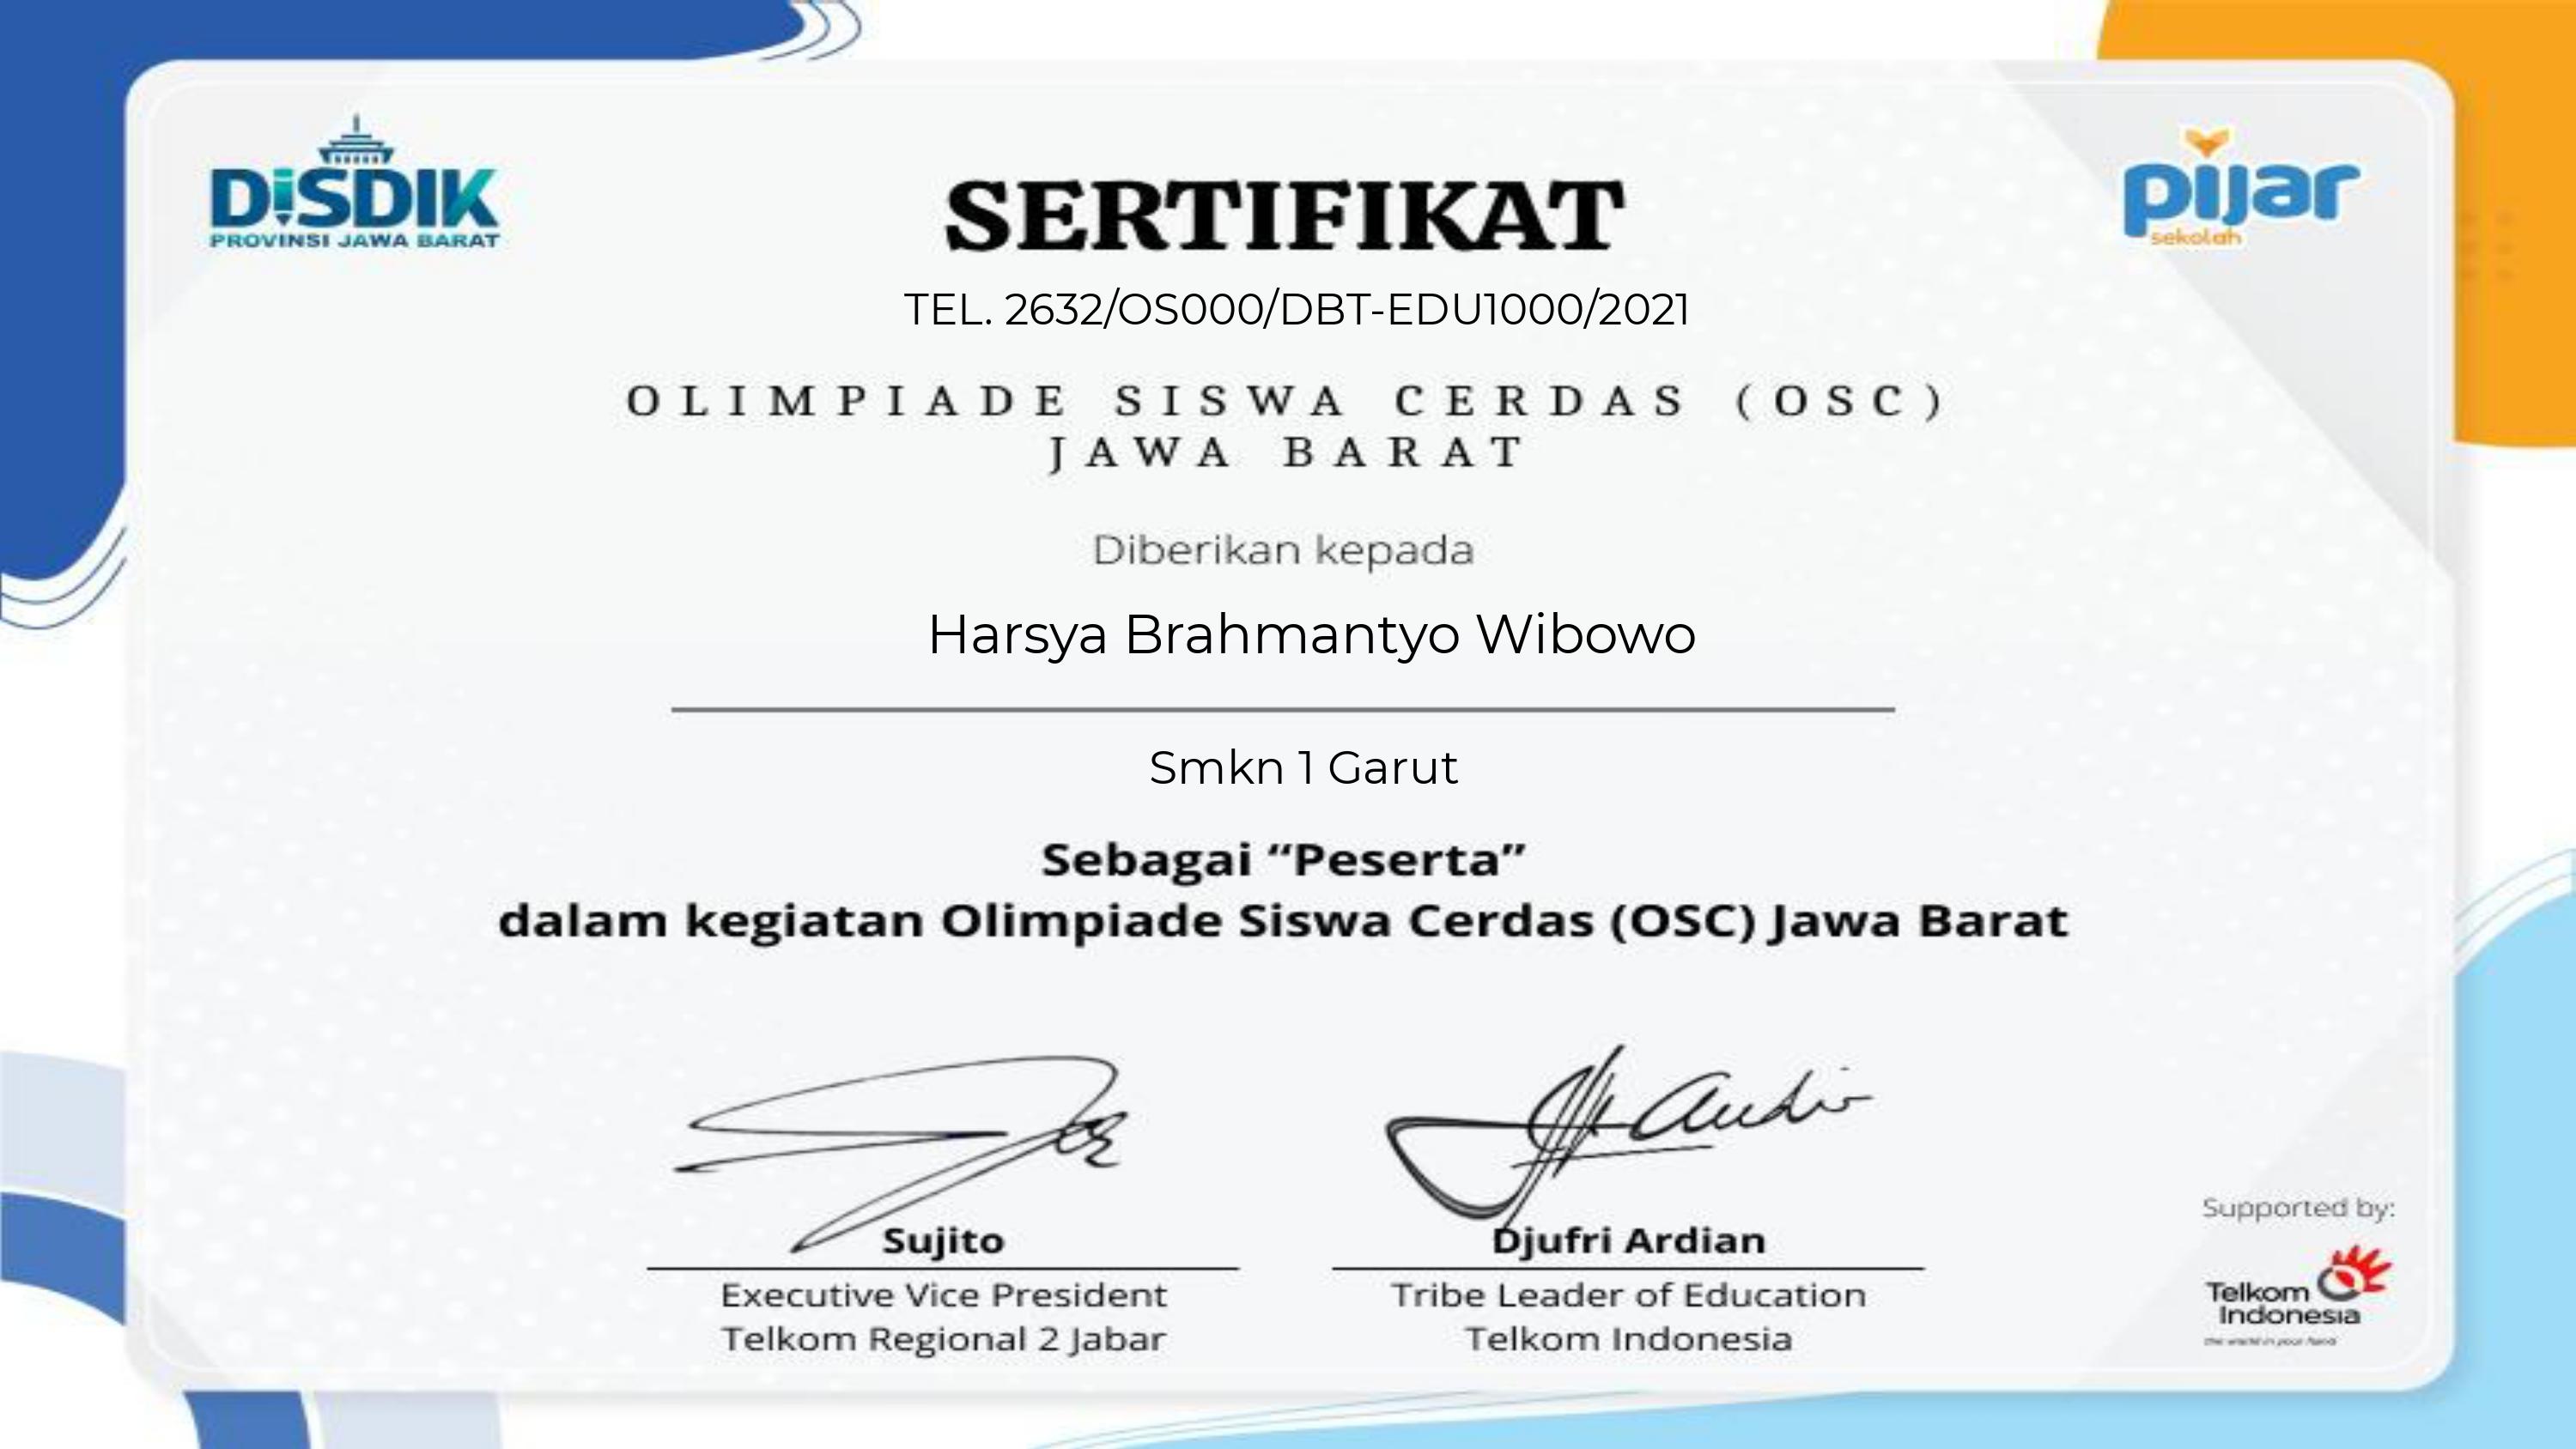 DiSDIK
PROVINSI JAWA BARAT
pijar
sekolah
SERTIFIKAT
TEL. 2632/OS000/DBT-EDU1000/2021
OLIMPIADE SISWA CERDAS (OSC)
JAWA BARAT
Diberikan kepada
Harsya Brahmantyo Wibowo
Smkn 1 Garut
Sebagai “Peserta”
dalam kegiatan Olimpiade Siswa Cerdas (OSC) Jawa Barat
Sujito
Executive Vice President
Telkom Regional 2 Jabar
Djufri Ardian
Tribe Leader of Education
Telkom Indonesia
Supported by:
Telkom
Indonesia
the world in your hand